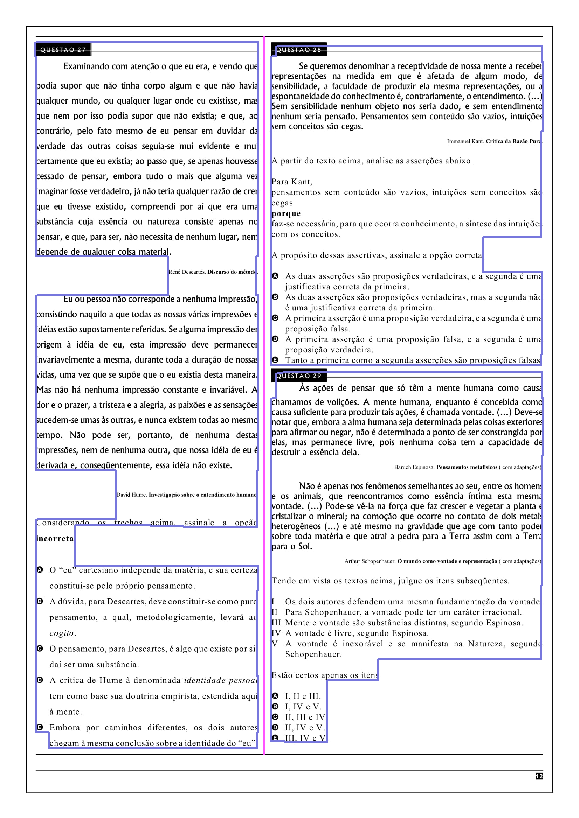 QUESTÃO 27
Examinando com atenção o que eu era, e vendo que
podia supor que não tinha corpo algum e que não havia
qualquer mundo, ou qualquer lugar onde eu existisse, mas
que nem por isso podia supor que não existia; e que, ao
contrário, pelo fato mesmo de eu pensar em duvidar da
verdade das outras coisas seguia-se mui evidente e mui
certamente que eu existia; ao passo que, se apenas houvesse
cessado de pensar, embora tudo o mais que alguma vez
imaginar fosse verdadeiro, já não teria qualquer razão de crer
que eu tivesse existido, compreendi por aí que era uma
substância cuja essência ou natureza consiste apenas no
pensar, e que, para ser, não necessita de nenhum lugar, nem
depende de qualquer coisa material.
René Descartes. Discurso do método.
Eu ou pessoa não corresponde a nenhuma impressão,
consistindo naquilo a que todas as nossas várias impressões e
idéias estão supostamente referidas. Se alguma impressão der
origem à idéia de eu, esta impressão deve permanecer
invariavelmente a mesma, durante toda a duração de nossas
vidas, uma vez que se supõe que o eu exista desta maneira.
Mas não há nenhuma impressão constante e invariável. A
dor e o prazer, a tristeza e a alegria, as paixões e as sensações
sucedem-se umas às outras, e nunca existem todas ao mesmo
tempo. Não pode ser, portanto, de nenhuma destas
impressões, nem de nenhuma outra, que nossa idéia de eu é
derivada e, conseqüentemente, essa idéia não existe.
David Hume. Investigação sobre o entendimento humano.
Considerando os trechos acima, assinale a opção
incorreta.
A O “eu” cartesiano independe da matéria, e sua certeza
constitui-se pelo próprio pensamento.
B A dúvida, para Descartes, deve constituir-se como puro
pensamento, a qual, metodologicamente, levará ao
cogito.
C O pensamento, para Descartes, é algo que existe por si,
daí ser uma substância.
D A crítica de Hume à denominada identidade pessoal
tem como base sua doutrina empirista, estendida aqui
à mente.
E Embora por caminhos diferentes, os dois autores
chegam à mesma conclusão sobre a identidade do “eu”.
QUESTÃO 28
Se queremos denominar a receptividade de nossa mente a receber
representações na medida em que é afetada de algum modo, de
sensibilidade, a faculdade de produzir ela mesma representações, ou a
espontaneidade do conhecimento é, contrariamente, o entendimento. (...)
Sem sensibilidade nenhum objeto nos seria dado, e sem entendimento
nenhum seria pensado. Pensamentos sem conteúdo são vazios, intuições
sem conceitos são cegas.
Immanuel Kant. Crítica da Razão Pura.
A partir do texto acima, analise as asserções abaixo.
Para Kant,
pensamentos sem conteúdo são vazios, intuições sem conceitos são
cegas
porque
faz-se necessária, para que ocorra conhecimento, a síntese das intuições
com os conceitos.
A propósito dessas assertivas, assinale a opção correta.
A As duas asserções são proposições verdadeiras, e a segunda é uma
justificativa correta da primeira.
B As duas asserções são proposições verdadeiras, mas a segunda não
é uma justificativa correta da primeira.
C A primeira asserção é uma proposição verdadeira, e a segunda é uma
proposição falsa.
D A primeira asserção é uma proposição falsa, e a segunda é uma
proposição verdadeira.
E Tanto a primeira como a segunda asserções são proposições falsas.
QUESTÃO 29
As ações de pensar que só têm a mente humana como causa
chamamos de volições. A mente humana, enquanto é concebida como
causa suficiente para produzir tais ações, é chamada vontade. (...) Deve-se
notar que, embora a alma humana seja determinada pelas coisas exteriores
para afirmar ou negar, não é determinada a ponto de ser constrangida por
elas, mas permanece livre, pois nenhuma coisa tem a capacidade de
destruir a essência dela.
Baruch Espinosa. Pensamentos metafísicos (com adaptações).
Não é apenas nos fenômenos semelhantes ao seu, entre os homens
e os animais, que reencontramos como essência íntima esta mesma
vontade. (...) Pode-se vê-la na força que faz crescer e vegetar a planta e
cristalizar o mineral; na comoção que ocorre no contato de dois metais
heterogêneos (...) e até mesmo na gravidade que age com tanto poder
sobre toda matéria e que atrai a pedra para a Terra assim com a Terra
para o Sol.
Arthur Schopenhauer. O mundo como vontade e representação (com adaptações).
Tendo em vista os textos acima, julgue os itens subseqüentes.
I Os dois autores defendem uma mesma fundamentação da vontade.
II Para Schopenhauer, a vontade pode ter um caráter irracional.
III Mente e vontade são substâncias distintas, segundo Espinosa.
IV A vontade é livre, segundo Espinosa.
V A vontade é inexorável e se manifesta na Natureza, segundo
Schopenhauer.
Estão certos apenas os itens
A I, II e III.
B I, IV e V.
C II, III e IV.
D II, IV e V.
E III, IV e V.